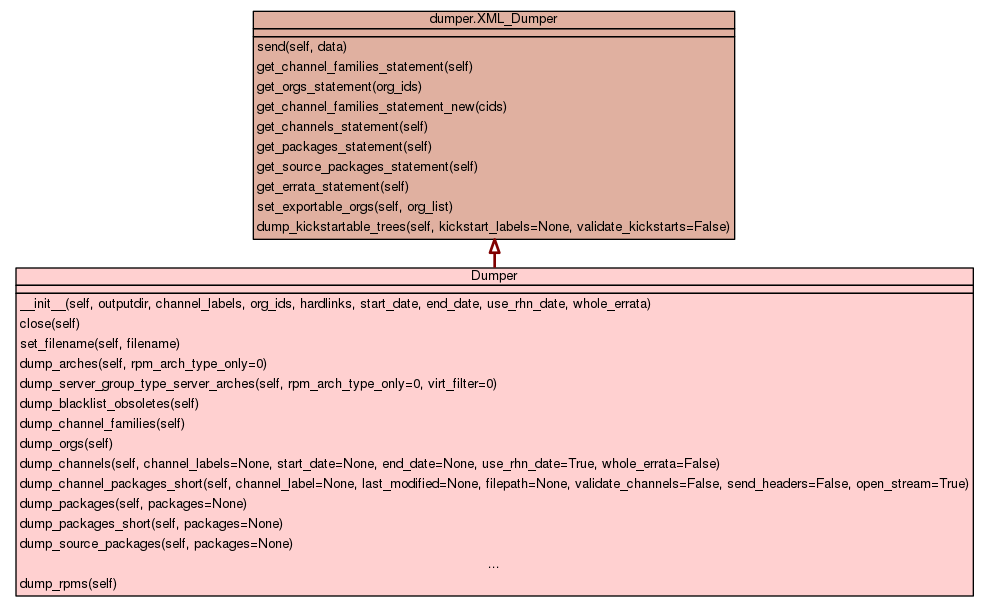 dumper.XML_Dumper
send(self, data)
get_channel_families_statement(self)
get_orgs_statement(org_ids)
get_channel_families_statement_new(cids)
get_channels_statement(self)
get_packages_statement(self)
get_source_packages_statement(self)
get_errata_statement(self)
set_exportable_orgs(self, org_list)
dump_kickstartable_trees(self, kickstart_labels=None, validate_kickstarts=False)
Dumper
__init__(self, outputdir, channel_labels, org_ids, hardlinks, start_date, end_date, use_rhn_date, whole_errata)
close(self)
set_filename(self, filename)
dump_arches(self, rpm_arch_type_only=0)
dump_server_group_type_server_arches(self, rpm_arch_type_only=0, virt_filter=0)
dump_blacklist_obsoletes(self)
dump_channel_families(self)
dump_orgs(self)
dump_channels(self, channel_labels=None, start_date=None, end_date=None, use_rhn_date=True, whole_errata=False)
dump_channel_packages_short(self, channel_label=None, last_modified=None, filepath=None, validate_channels=False, send_headers=False, open_stream=True)
dump_packages(self, packages=None)
dump_packages_short(self, packages=None)
dump_source_packages(self, packages=None)
...
dump_rpms(self)